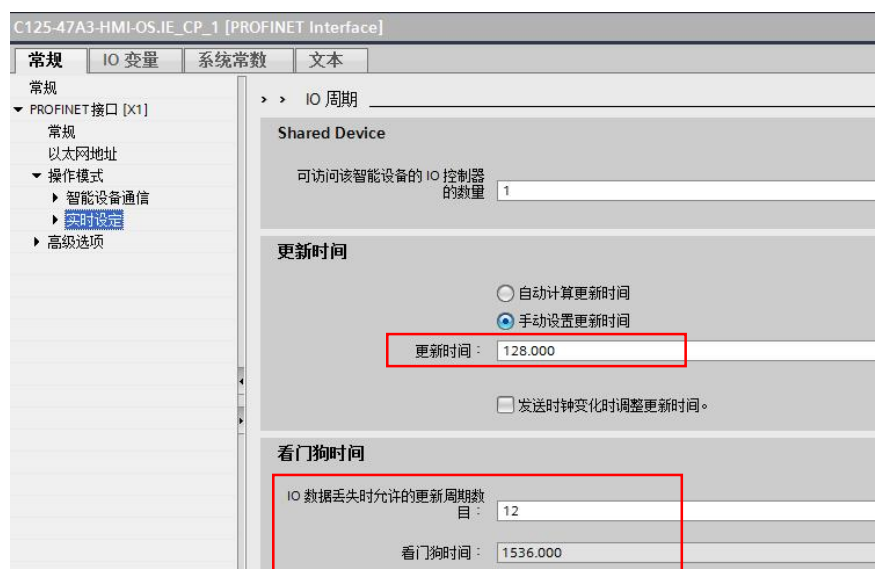 C125-47A3-HMI-OS.IE_CP_1 [PROFINET Interface]
常规 IO 变量 系统常数 文本
常规
PROFINET接口 [X1]
常规
以太网地址
操作模式
智能设备通信
实时设定
高级选项
> > IO 周期
Shared Device
可访问该智能设备的 IO 控制器
的数量 1
更新时间
自动计算更新时间
手动设置更新时间
更新时间： 128.000
发送时钟变化时调整更新时间。
看门狗时间
IO 数据丢失时允许的更新周期数
目： 12
看门狗时间： 1536.000